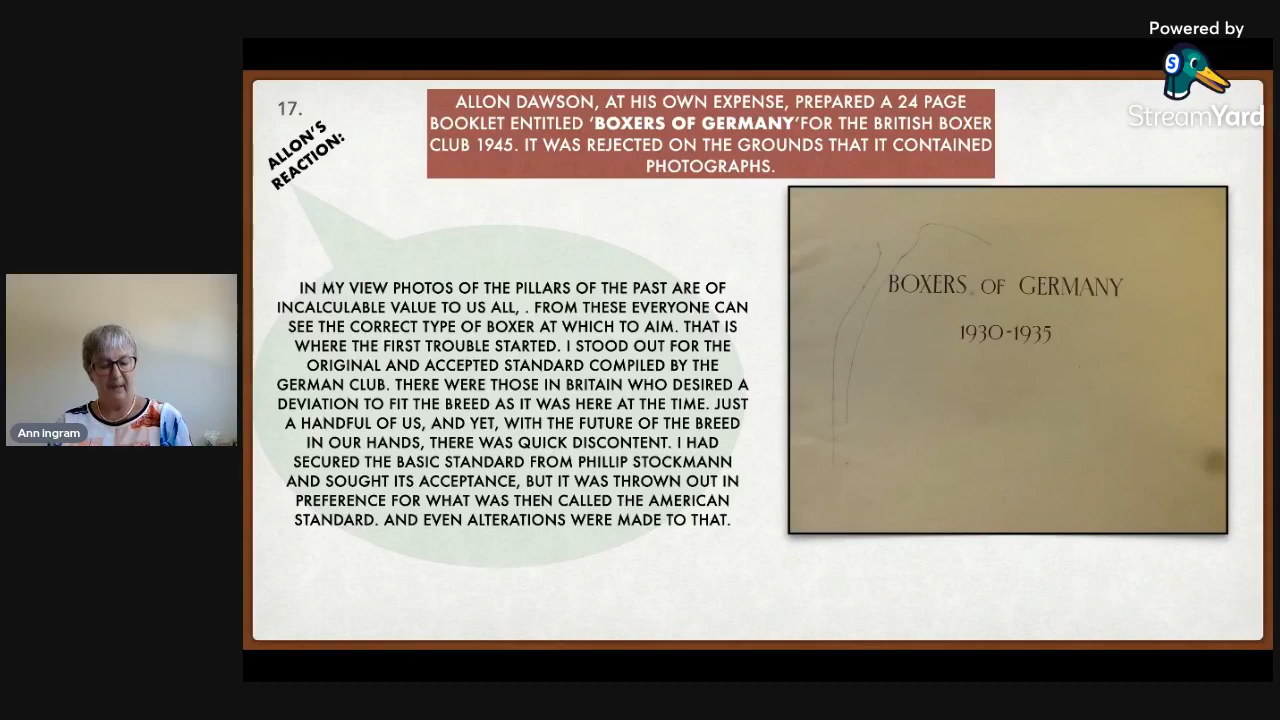 Powered by
StreamYard
17.
ALLON'S
REACTION:
ALLON DAWSON, AT HIS OWN EXPENSE, PREPARED A 24 PAGE
BOOKLET ENTITLED 'BOXERS OF GERMANY'FOR THE BRITISH BOXER
CLUB 1945. IT WAS REJECTED ON THE GROUNDS THAT IT CONTAINED
PHOTOGRAPHS.
IN MY VIEW PHOTOS OF THE PILLARS OF THE PAST ARE OF
INCALCULABLE VALUE TO US ALL, . FROM THESE EVERYONE CAN
SEE THE CORRECT TYPE OF BOXER AT WHICH TO AIM. THAT IS
WHERE THE FIRST TROUBLE STARTED. I STOOD OUT FOR THE
ORIGINAL AND ACCEPTED STANDARD COMPILED BY THE
GERMAN CLUB. THERE WERE THOSE IN BRITAIN WHO DESIRED A
DEVIATION TO FIT THE BREED AS IT WAS HERE AT THE TIME. JUST
A HANDFUL OF US, AND YET, WITH THE FUTURE OF THE BREED
IN OUR HANDS, THERE WAS QUICK DISCONTENT. I HAD
SECURED THE BASIC STANDARD FROM PHILLIP STOCKMANN
AND SOUGHT ITS ACCEPTANCE, BUT IT WAS THROWN OUT IN
PREFERENCE FOR WHAT WAS THEN CALLED THE AMERICAN
STANDARD. AND EVEN ALTERATIONS WERE MADE TO THAT.
BOXERS OF GERMANY
1930-1935
Ann ingram